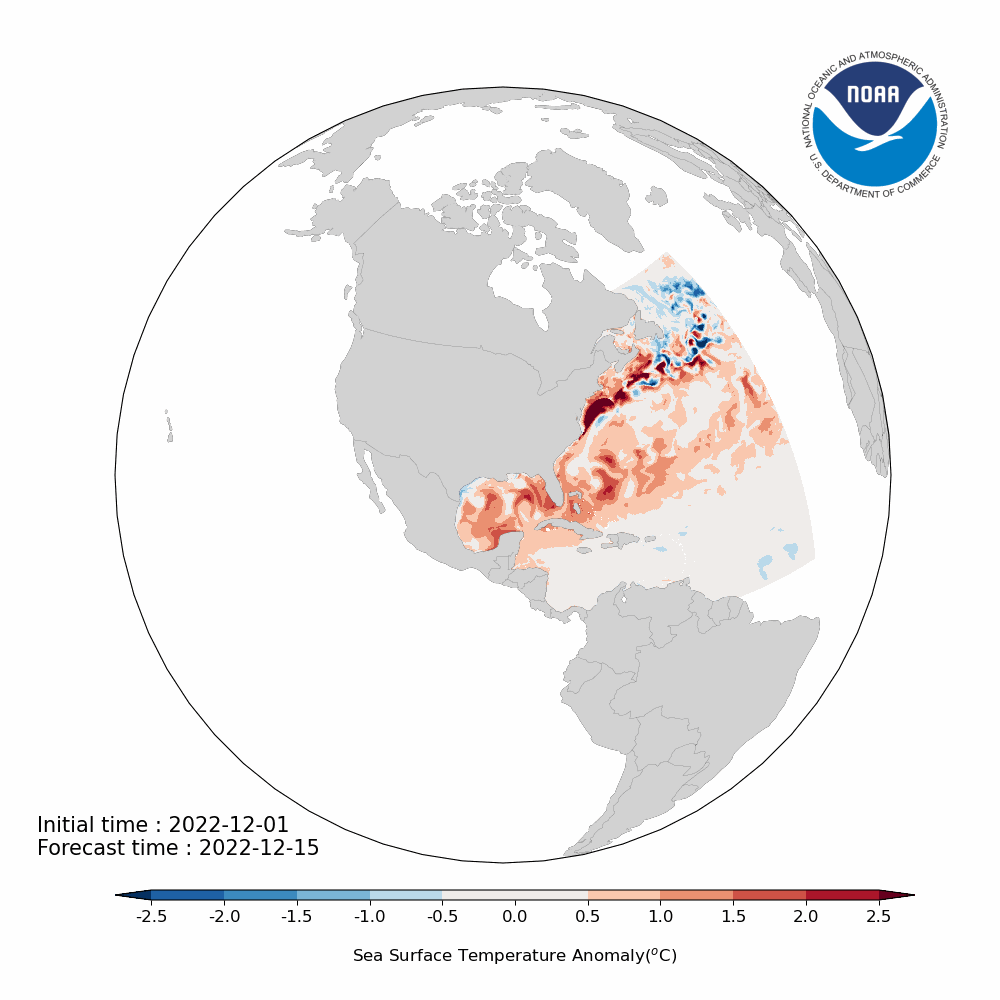 NATIONAL OCEANIC AND ATMOSPHERIC ADMINISTRATION
NOAA
U.S. DEPARTMENT OF COMMERCE
Initial time : 2022-12-01
Forecast time : 2022-12-15
-2.5 -2.0 -1.5 -1.0 -0.5 0.0 0.5 1.0 1.5 2.0 2.5
Sea Surface Temperature Anomaly(°C)